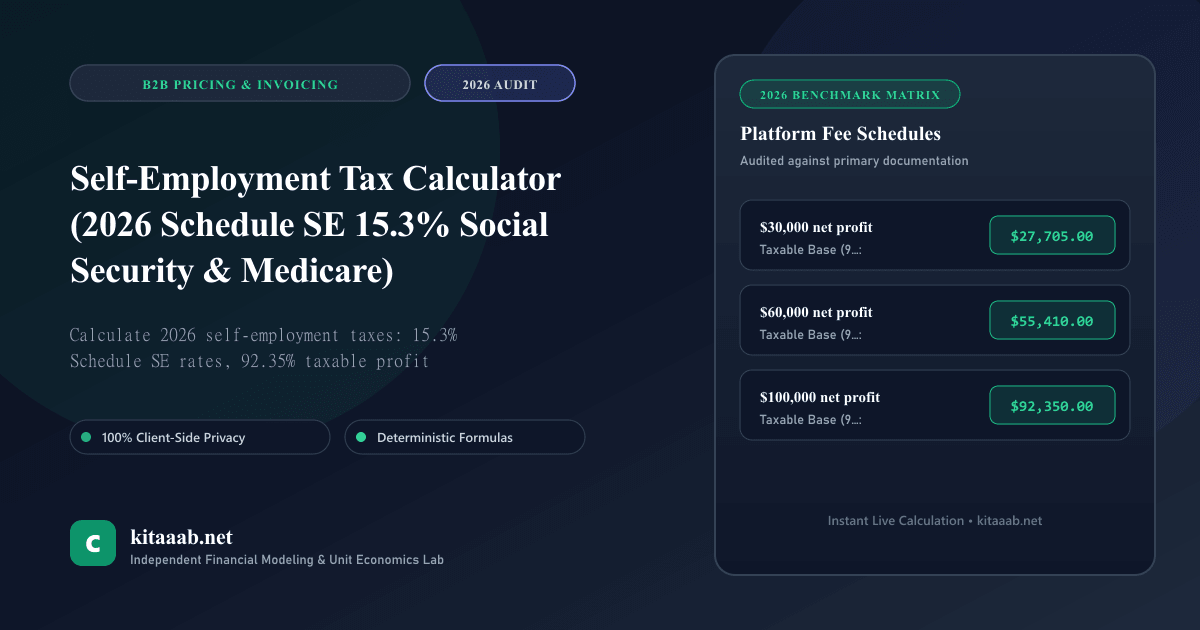 B2B PRICING & INVOICING
2026 AUDIT
Self-Employment Tax Calculator
(2026 Schedule SE 15.3% Social
Security & Medicare)
Calculate 2026 self-employment taxes: 15.3%
Schedule SE rates, 92.35% taxable profit
100% Client-Side Privacy
Deterministic Formulas
C
kitaaab.net
Independent Financial Modeling & Unit Economics Lab
2026 BENCHMARK MATRIX
Platform Fee Schedules
Audited against primary documentation
$30,000 net profit
Taxable Base (9…:
$27,705.00
$60,000 net profit
Taxable Base (9…:
$55,410.00
$100,000 net profit
Taxable Base (9…:
$92,350.00
Instant Live Calculation • kitaaab.net